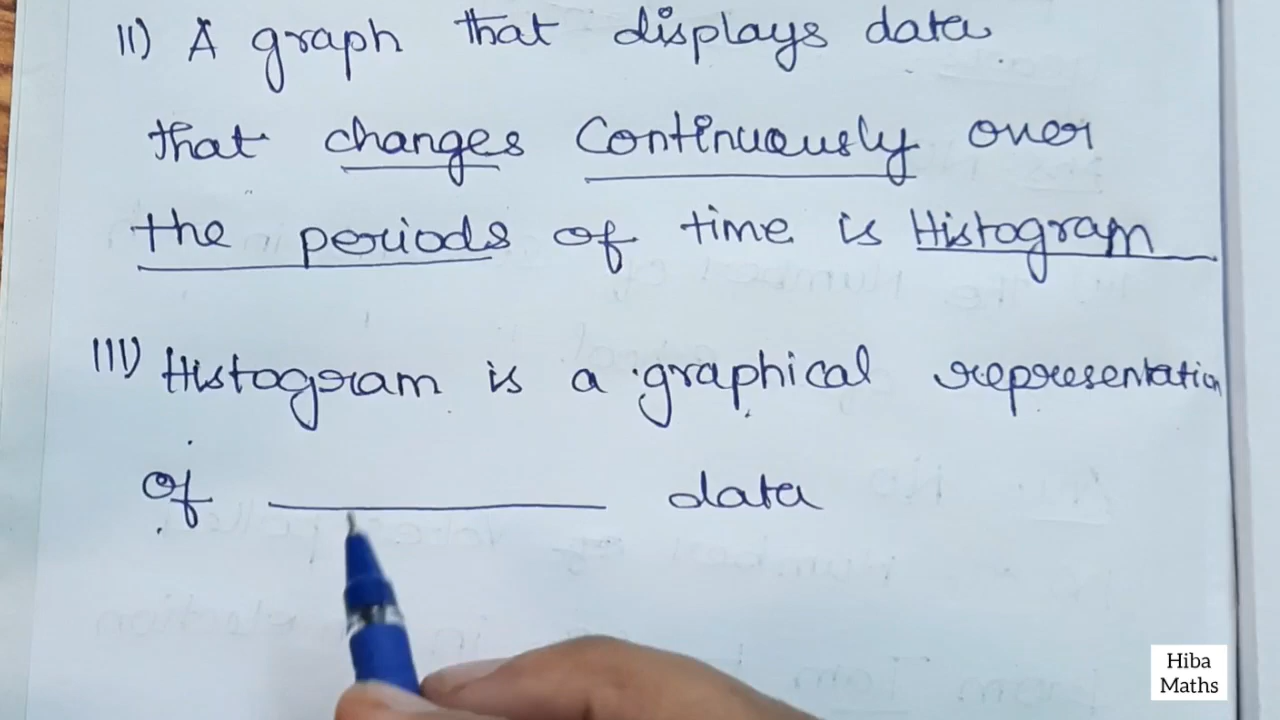 II) A graph that displays data
that changes Continuously over
the periods of time is Histogram
III) Histogram is a graphical representation
of __________ data
Hiba
Maths